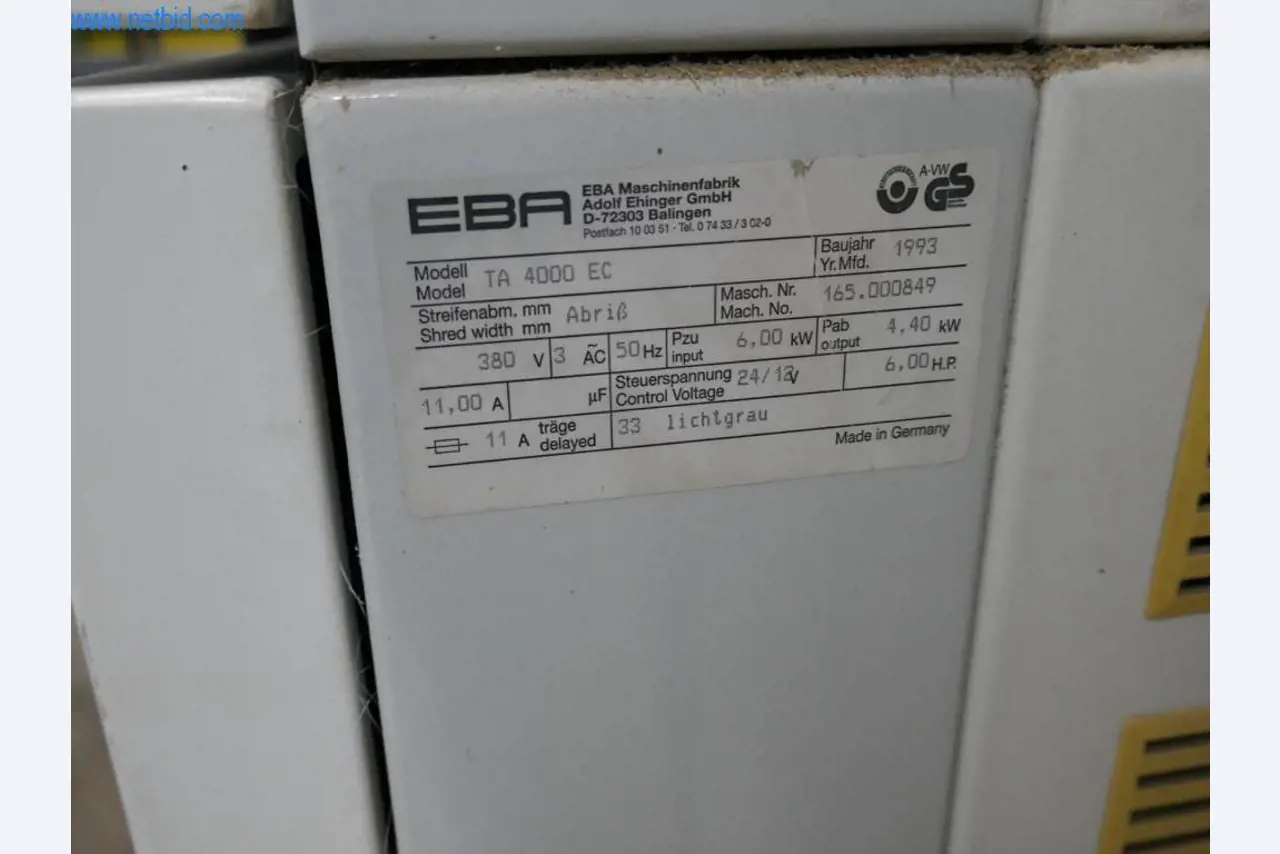 www.netbid.com
EBA
EBA Maschinenfabrik
Adolf Ehinger GmbH
D-72303 Balingen
Postfach 10 03 51 - Tel. 0 74 33 / 3 02-0
A-VW
GS
Modell
Model
TA 4000 EC
Baujahr
Yr.Mfd.
1993
Streifenabm. mm
Shred width mm
Abriß
Masch. Nr.
Mach. No.
165.000849
380 V
3 ~ AC
50 Hz
Pzu
input
6,00 kW
Pab
output
4,40 kW
11,00 A
µF
Steuerspannung
Control Voltage
24/12V
6,00 H.P.
11 A
träge
delayed
33 lichtgrau
Made in Germany